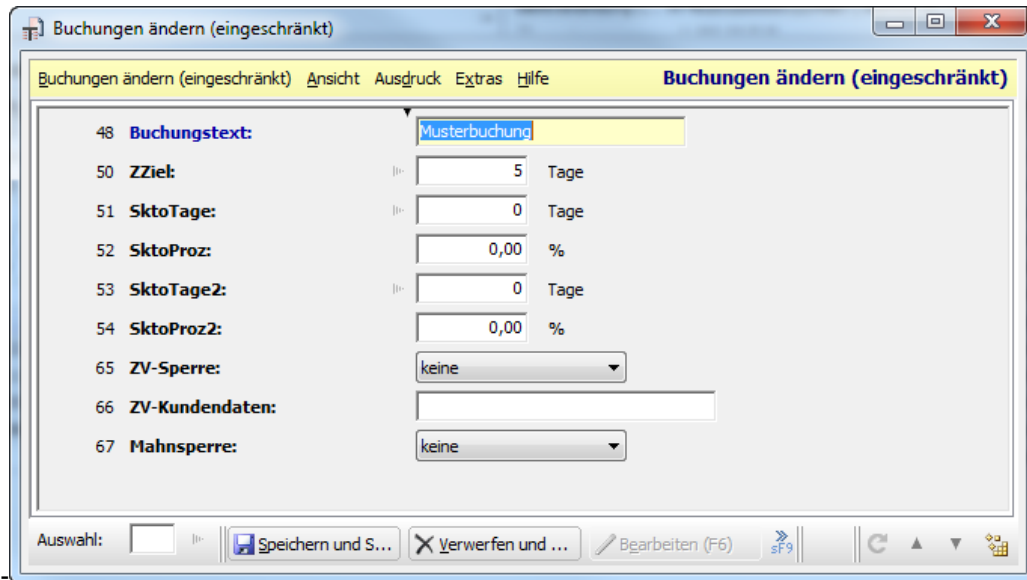 Buchungen ändern (eingeschränkt)
Buchungen ändern (eingeschränkt) Ansicht Ausdruck Extras Hilfe Buchungen ändern (eingeschränkt)
48 Buchungstext: Musterbuchung
50 ZZiel: 5 Tage
51 SktoTage: 0 Tage
52 SktoProz: 0,00 %
53 SktoTage2: 0 Tage
54 SktoProz2: 0,00 %
65 ZV-Sperre: keine
66 ZV-Kundendaten:
67 Mahnsperre: keine
Auswahl: Speichern und S... Verwerfen und ... Bearbeiten (F6) sF9